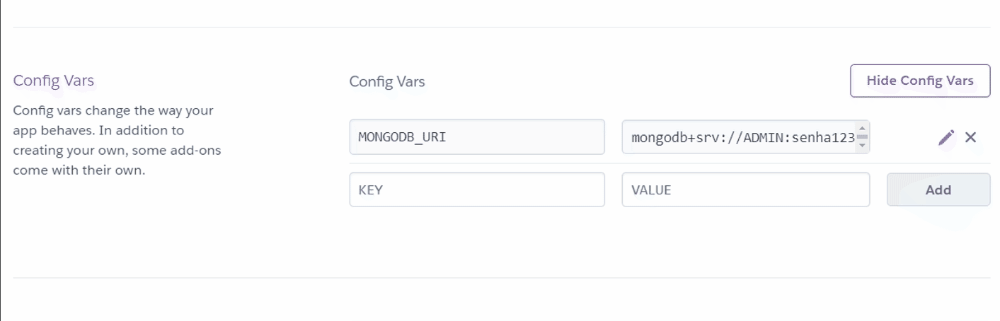 Config Vars
Config vars change the way your
app behaves. In addition to
creating your own, some add-ons
come with their own.
Config Vars
Hide Config Vars
MONGODB_URI
mongodb+srv://ADMIN:senha123
KEY
VALUE
Add